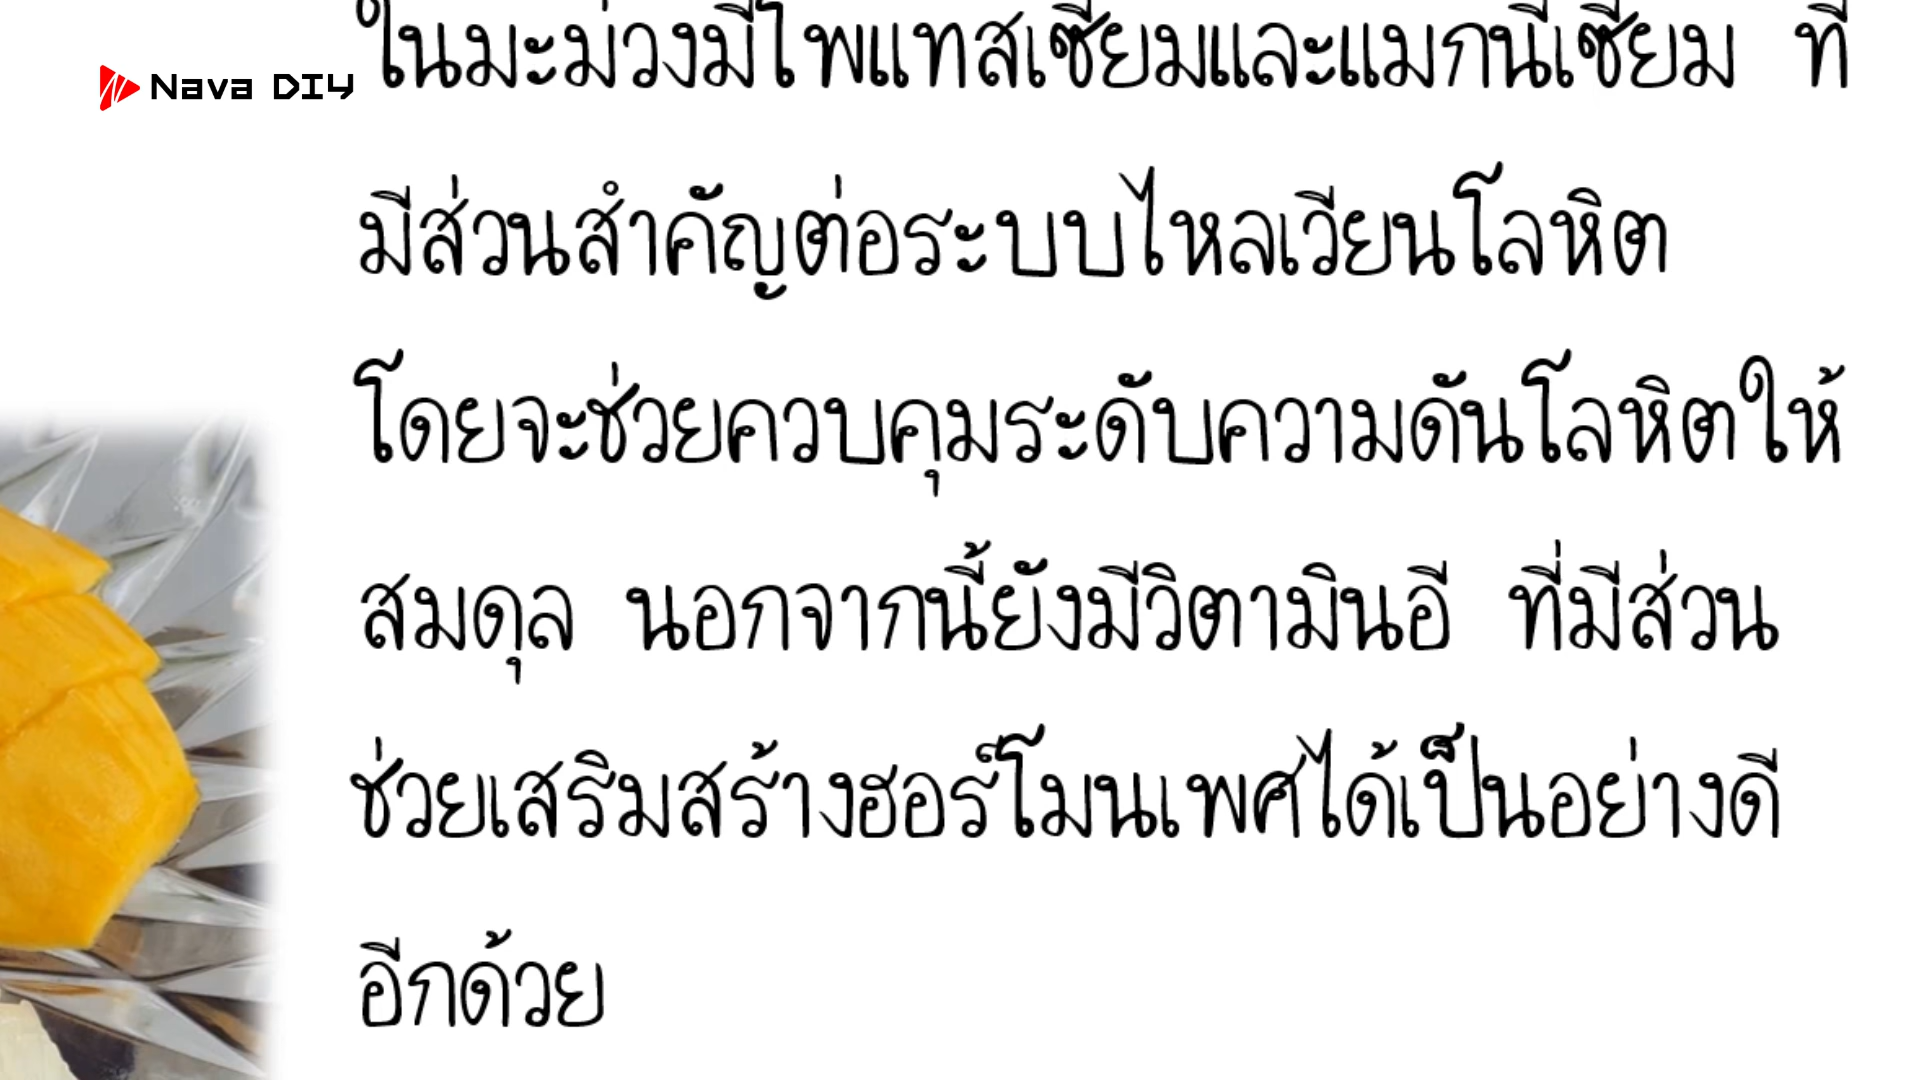 Nava DIY
ในมะม่วงมีโพแทสเซียมและแมกนีเซียม ที่
มีส่วนสำคัญต่อระบบไหลเวียนโลหิต
โดยจะช่วยควบคุมระดับความดันโลหิตให้
สมดุล นอกจากนี้ยังมีวิตามินอี ที่มีส่วน
ช่วยเสริมสร้างฮอร์โมนเพศได้เป็นอย่างดี
อีกด้วย